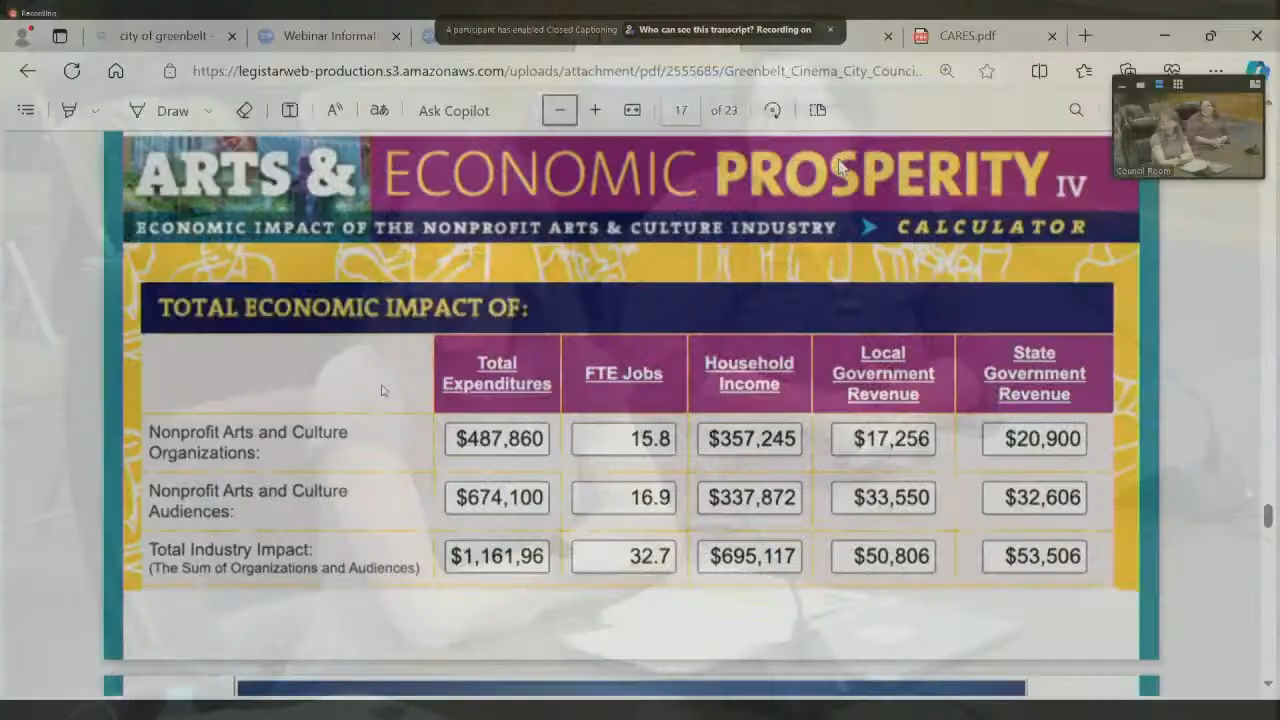 Recording
A participant has enabled Closed Captioning Who can see this transcript? Recording on
city of greenbelt -
Webinar Informat
CARES.pdf
https://legistarweb-production.s3.amazonaws.com/uploads/attachment/pdf/2555685/Greenbelt_Cinema_City_Counci...
Draw
Ask Copilot
17 of 23
Council Room
ARTS & ECONOMIC PROSPERITY IV
ECONOMIC IMPACT OF THE NONPROFIT ARTS & CULTURE INDUSTRY CALCULATOR
TOTAL ECONOMIC IMPACT OF:
Total Expenditures
FTE Jobs
Household Income
Local Government Revenue
State Government Revenue
Nonprofit Arts and Culture Organizations:
$487,860 15.8 $357,245 $17,256 $20,900
Nonprofit Arts and Culture Audiences:
$674,100 16.9 $337,872 $33,550 $32,606
Total Industry Impact:
(The Sum of Organizations and Audiences)
$1,161,96 32.7 $695,117 $50,806 $53,506